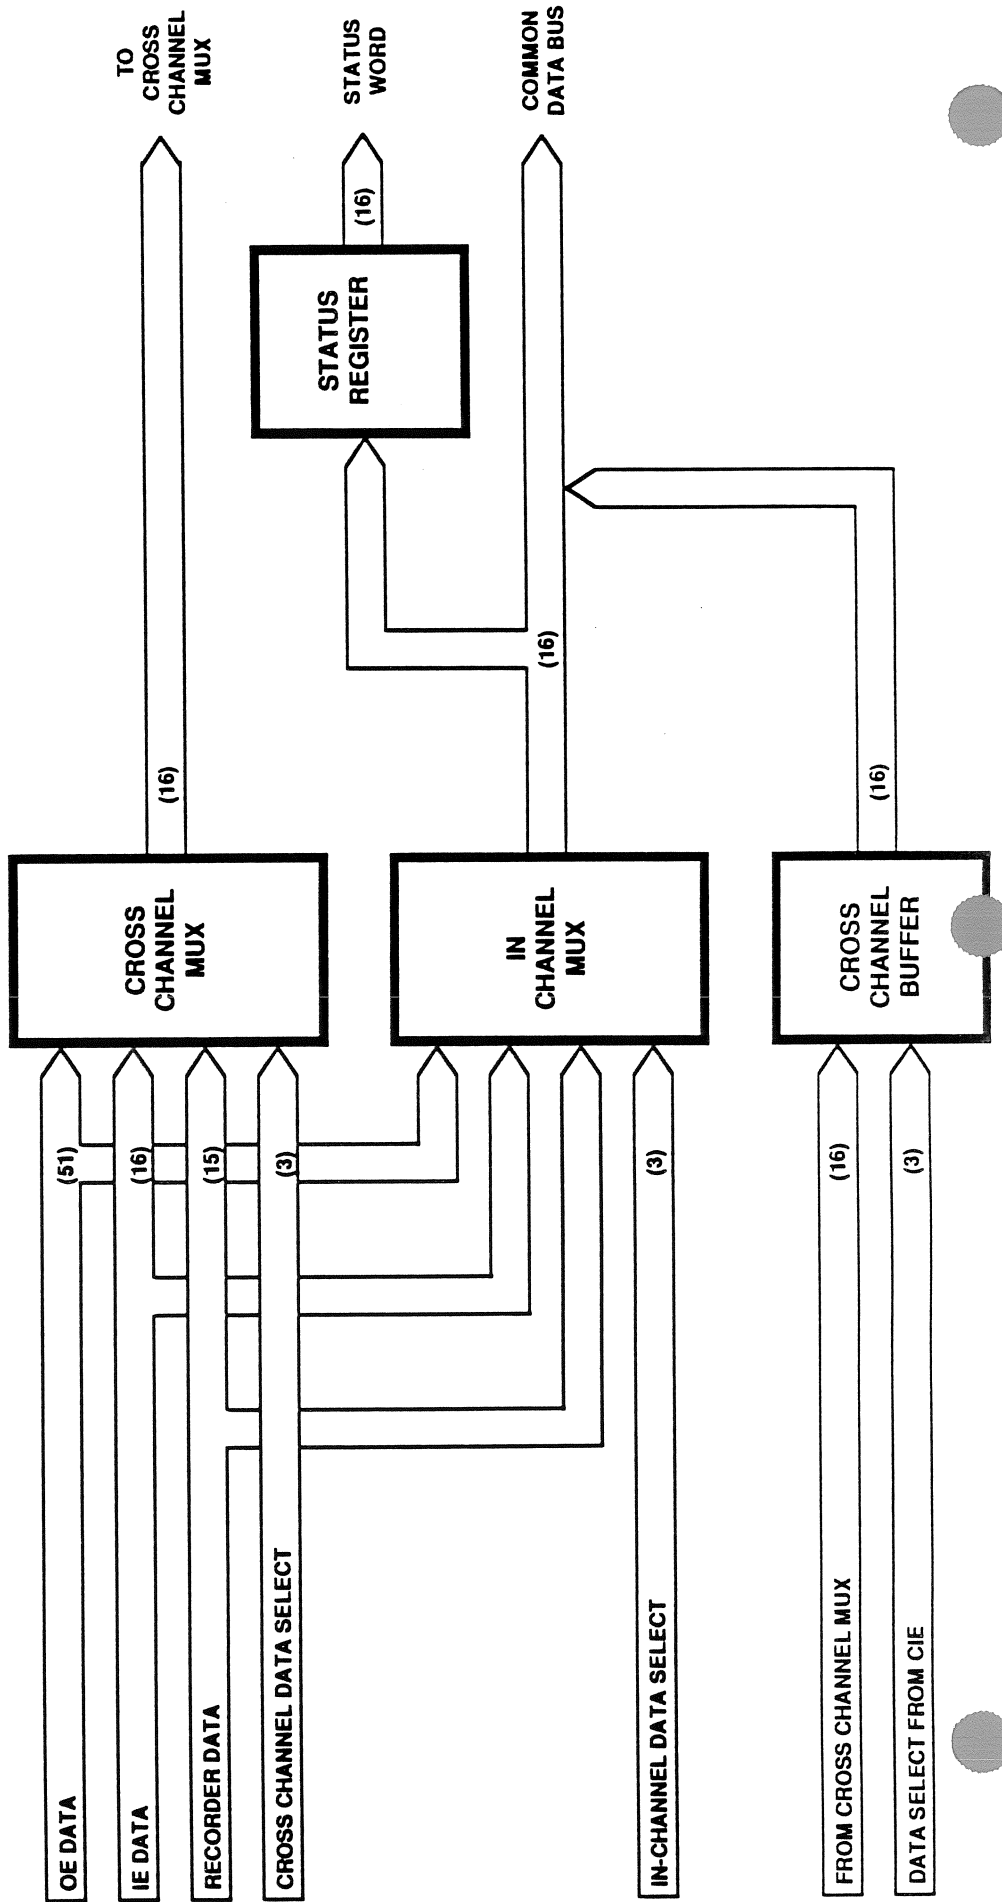 OE DATA
(51)
IE DATA
(16)
RECORDER DATA
(15)
CROSS CHANNEL DATA SELECT
(3)
CROSS
CHANNEL
MUX
(16)
TO
CROSS
CHANNEL
MUX
STATUS
REGISTER
(16)
STATUS
WORD
IN-CHANNEL DATA SELECT
(3)
IN
CHANNEL
MUX
(16)
COMMON
DATA BUS
FROM CROSS CHANNEL MUX
(16)
DATA SELECT FROM CIE
(3)
CROSS
CHANNEL
BUFFER
(16)